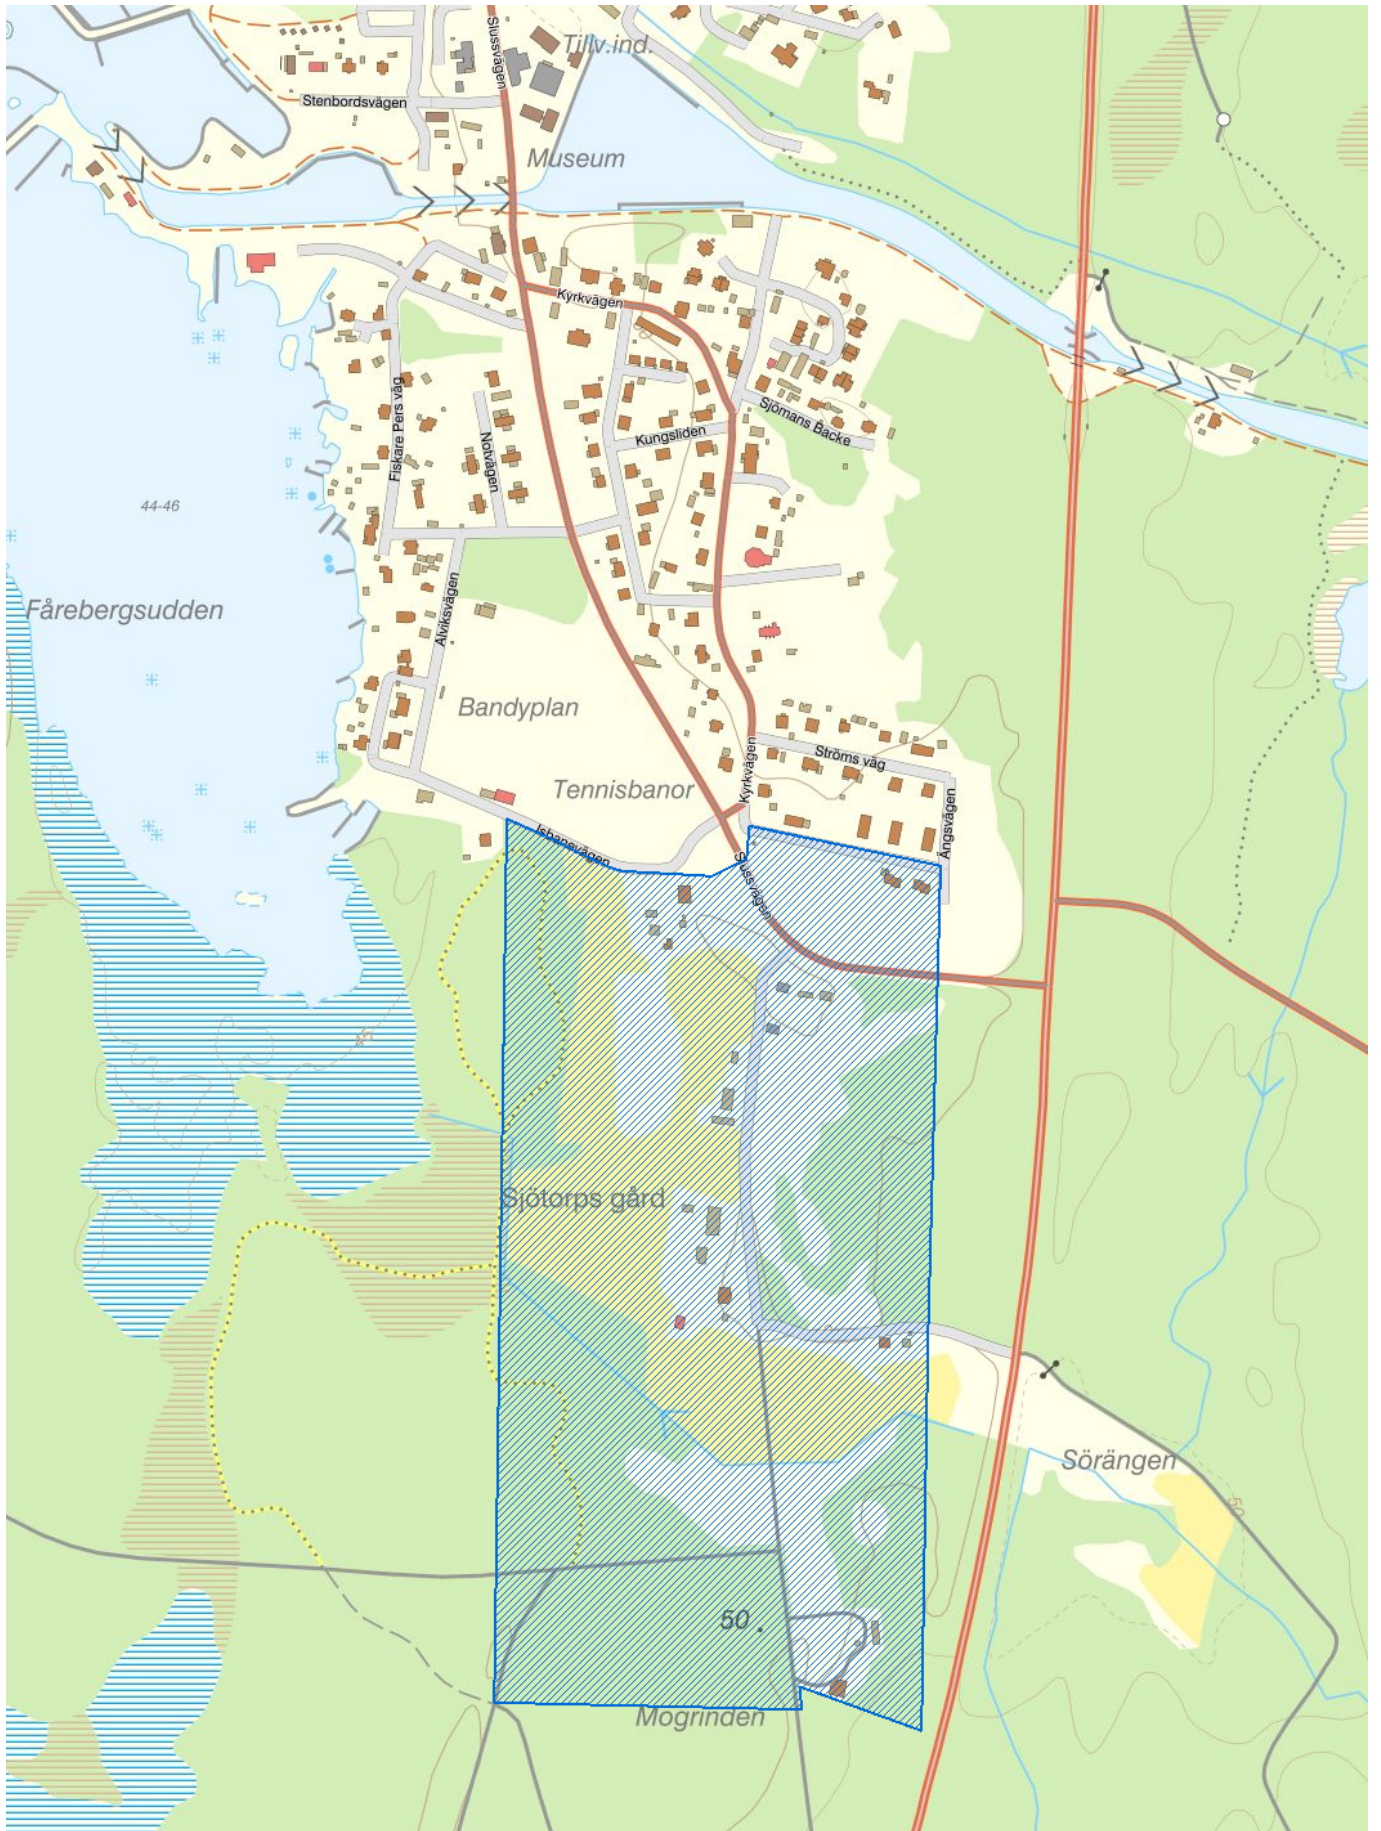 Slussvägen
Tillv.ind.
Stenbordsvägen
Museum
Kyrkvägen
Fiskare Pers väg
Sjömans Backe
Kungsliden
Notvägen
44-46
Fårebergsudden
Alviksvägen
Bandyplan
Kyrkvägen
Ströms väg
Tennisbanor
Ängsvägen
Isbanevägen
Slussvägen
45
Sjötorps gård
Sörängen
50
50
Mogrinden